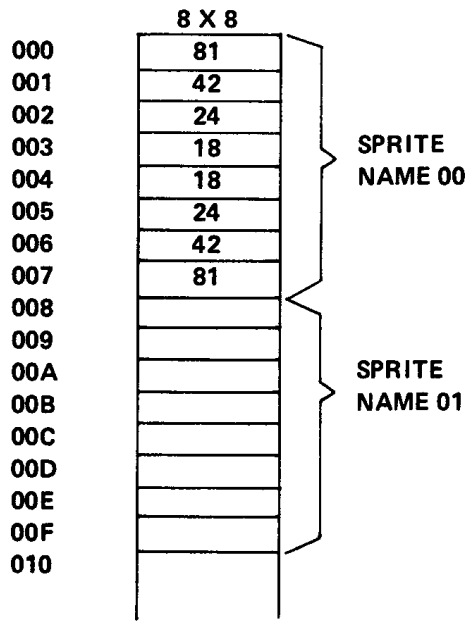 8 X 8
000 81
001 42
002 24
003 18 SPRITE
004 18 NAME 00
005 24
006 42
007 81
008
009
00A SPRITE
00B NAME 01
00C
00D
00E
00F
010